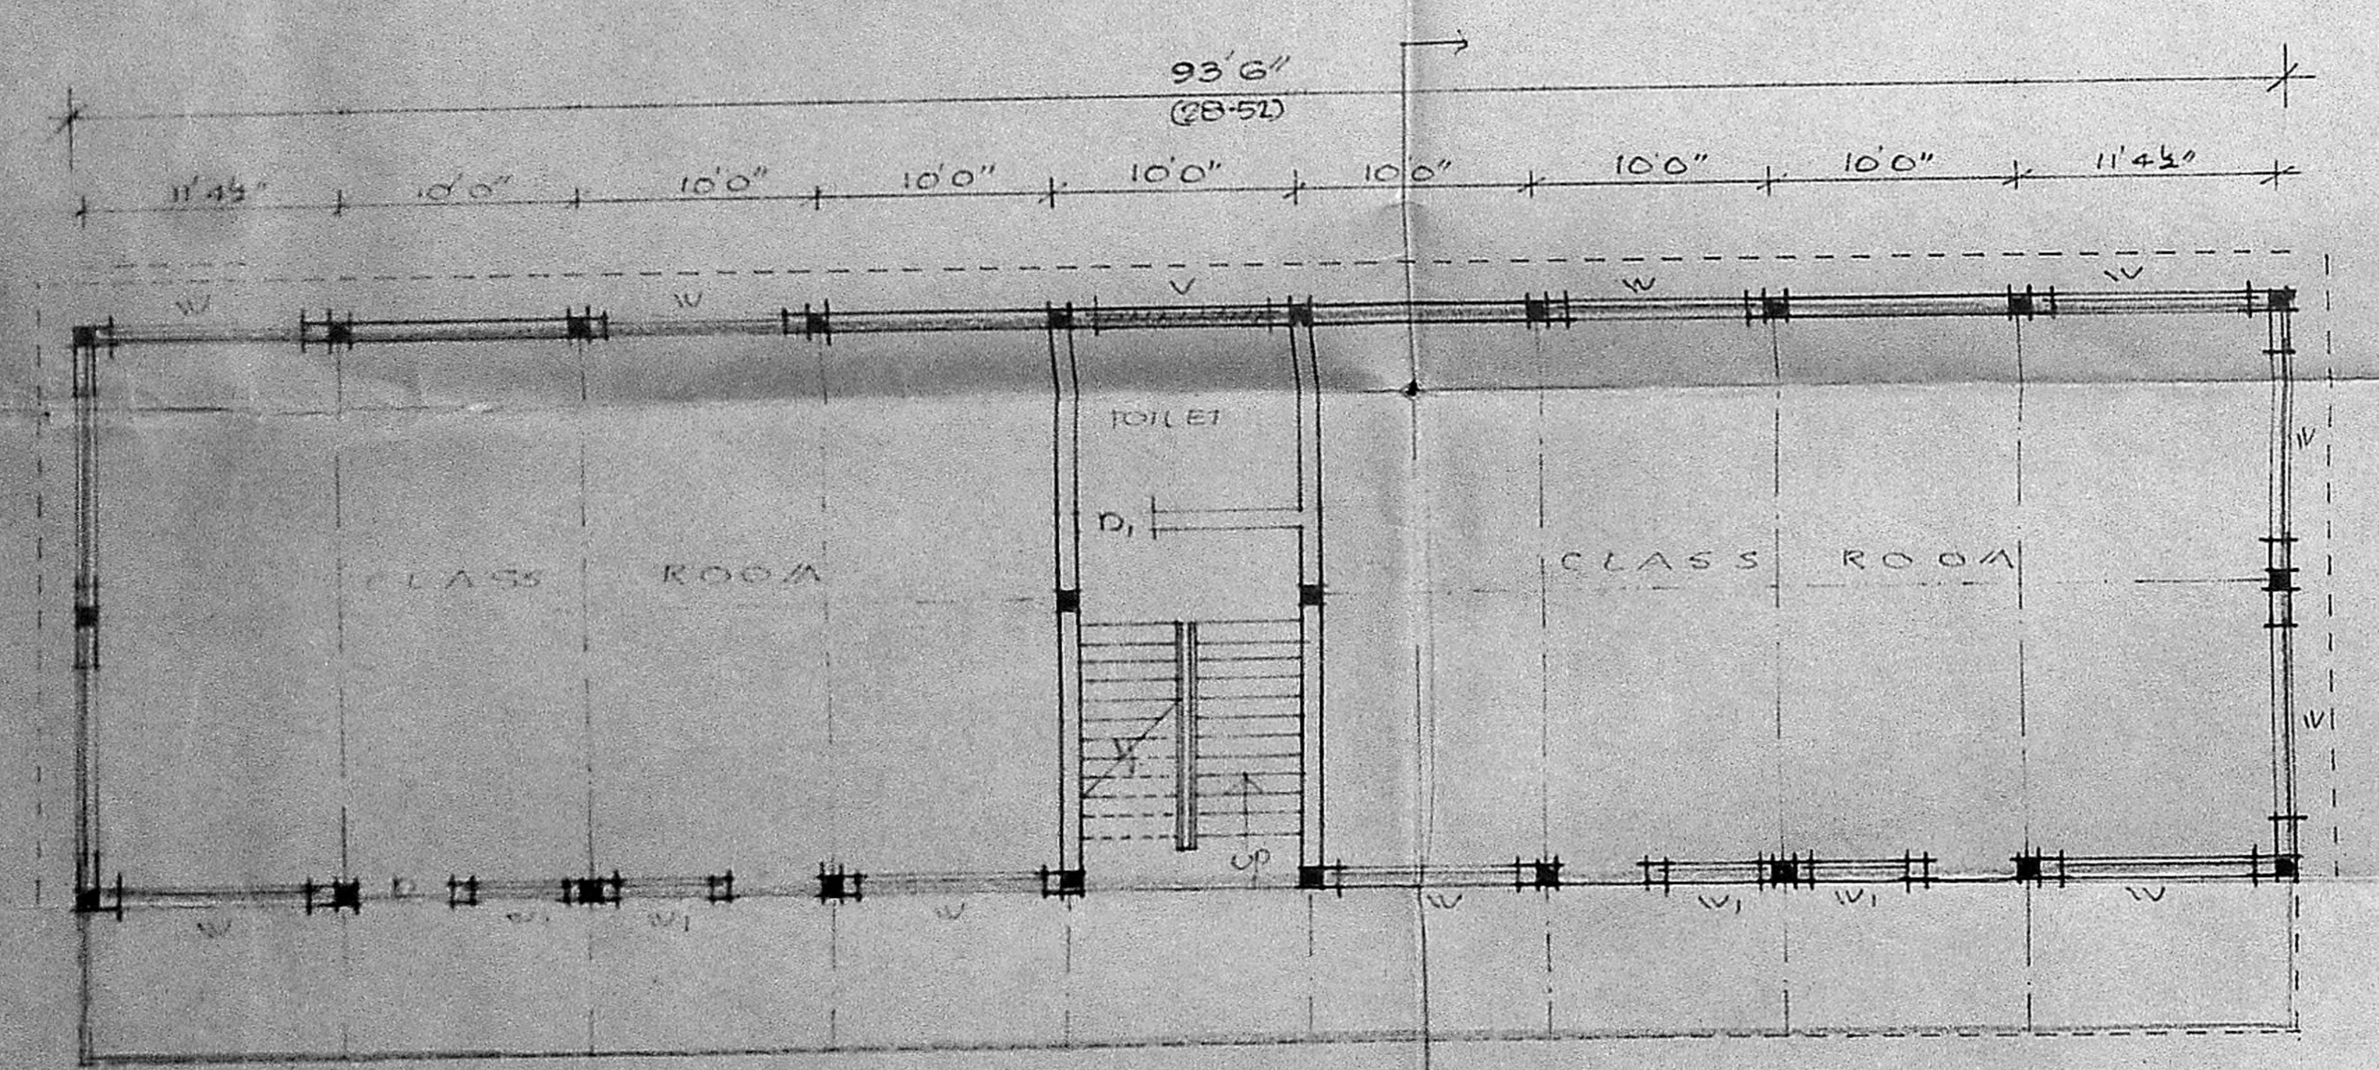 93'6"
(28·52)
11'4½" 10'0" 10'0" 10'0" 10'0" 10'0" 10'0" 10'0" 11'4½"
W W V W W
TOILET
W
D1
CLASS ROOM CLASS ROOM
W
UP
D
W W1 W1 W W W1 W1 W